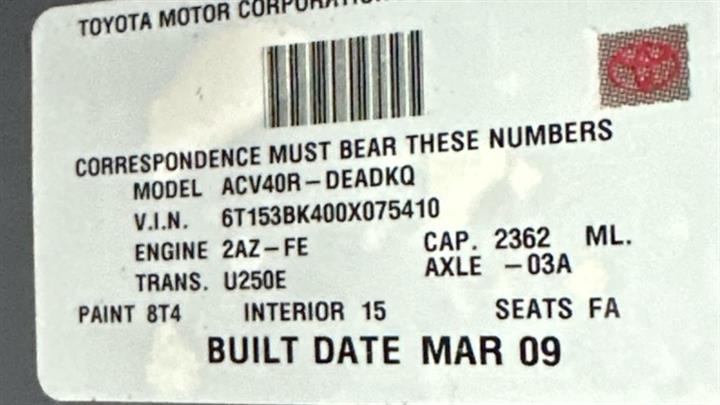 TOYOTA MOTOR CORPORATION
CORRESPONDENCE MUST BEAR THESE NUMBERS
MODEL ACV40R-DEADKQ
V.I.N. 6T153BK400X075410
ENGINE 2AZ-FE CAP. 2362 ML.
TRANS. U250E AXLE -03A
PAINT 8T4 INTERIOR 15 SEATS FA
BUILT DATE MAR 09